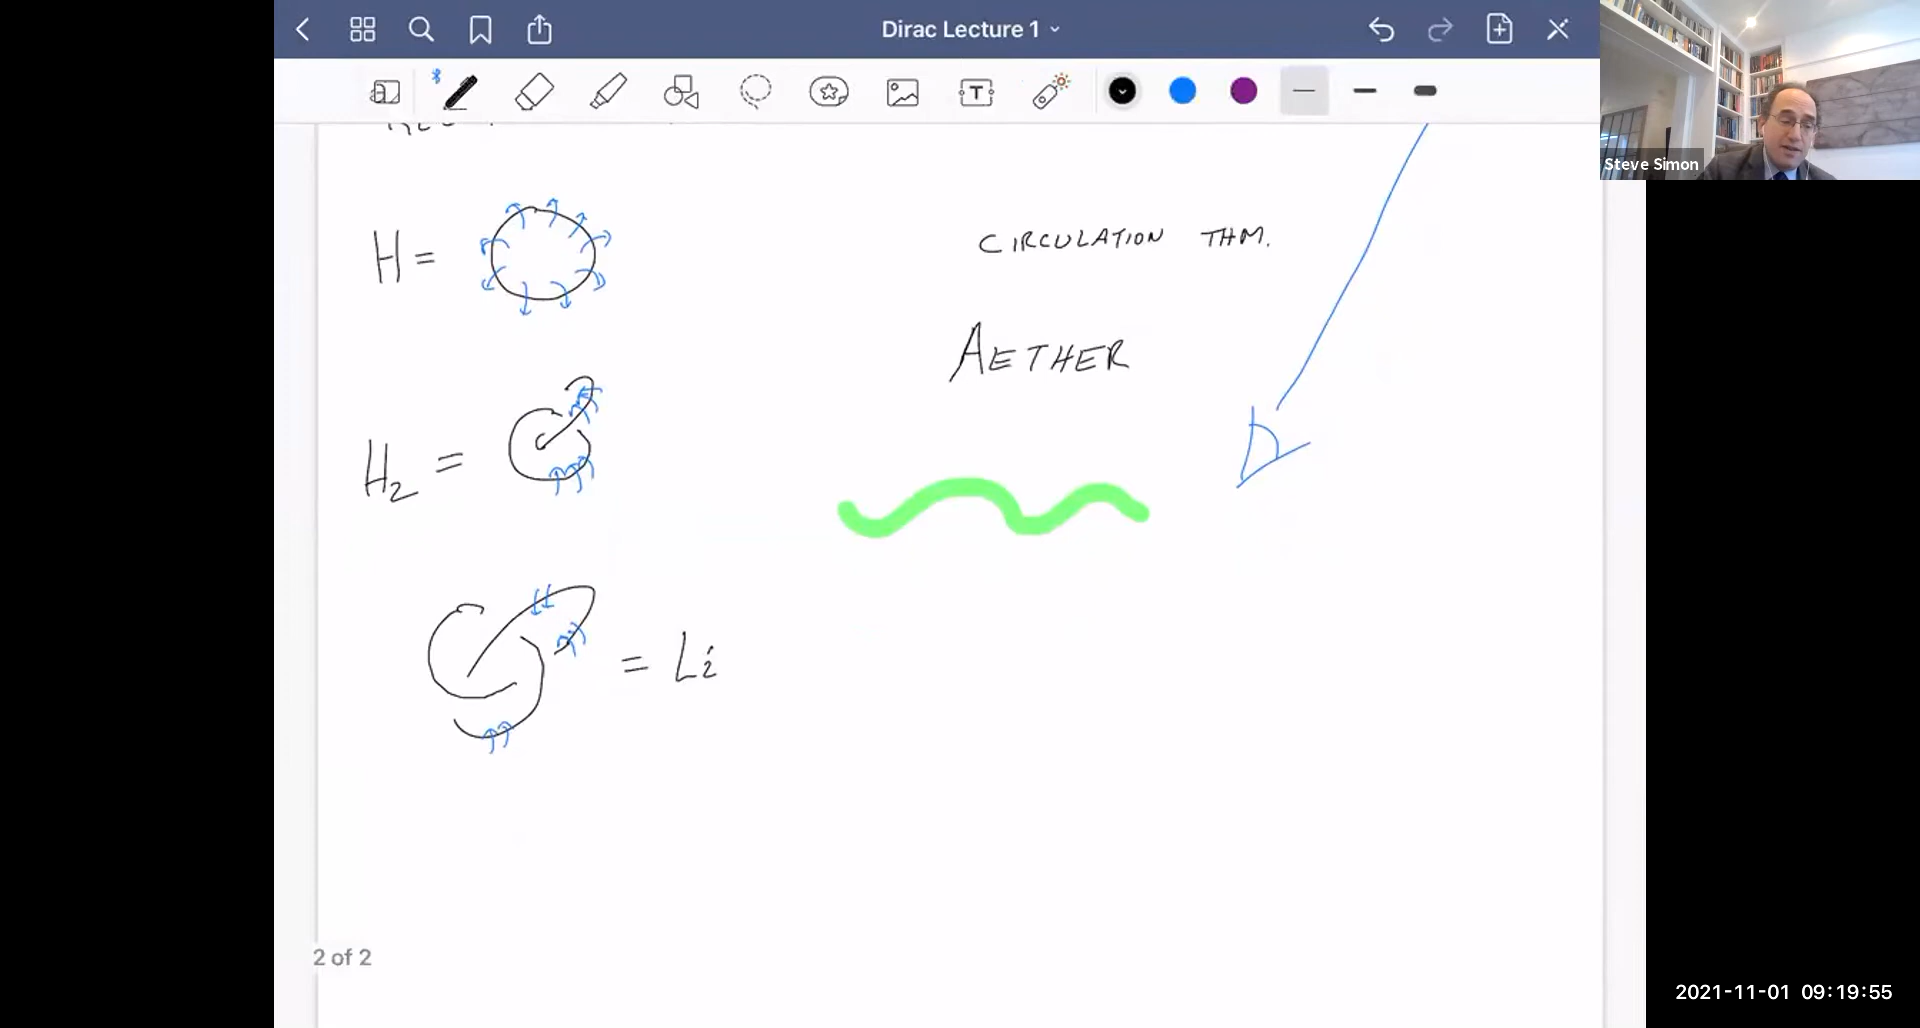 Dirac Lecture 1
Steve Simon
H =
CIRCULATION THM.
AETHER
H2 =
= Li
2 of 2
2021-11-01 09:19:55